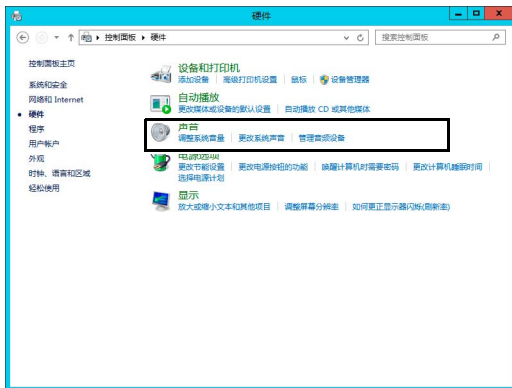 硬件
控制面板 硬件
搜索控制面板
控制面板主页
系统和安全
网络和 Internet
硬件
程序
用户帐户
外观
时钟、语言和区域
轻松使用
设备和打印机
添加设备 高级打印机设置 鼠标 设备管理器
自动播放
更改媒体或设备的默认设置 自动播放 CD 或其他媒体
声音
调整系统音量 更改系统声音 管理音频设备
电源选项
更改节能设置 更改电源按钮的功能 唤醒计算机时需要密码 更改计算机睡眠时间
选择电源计划
显示
放大或缩小文本和其他项目 调整屏幕分辨率 如何更正显示器闪烁(刷新率)